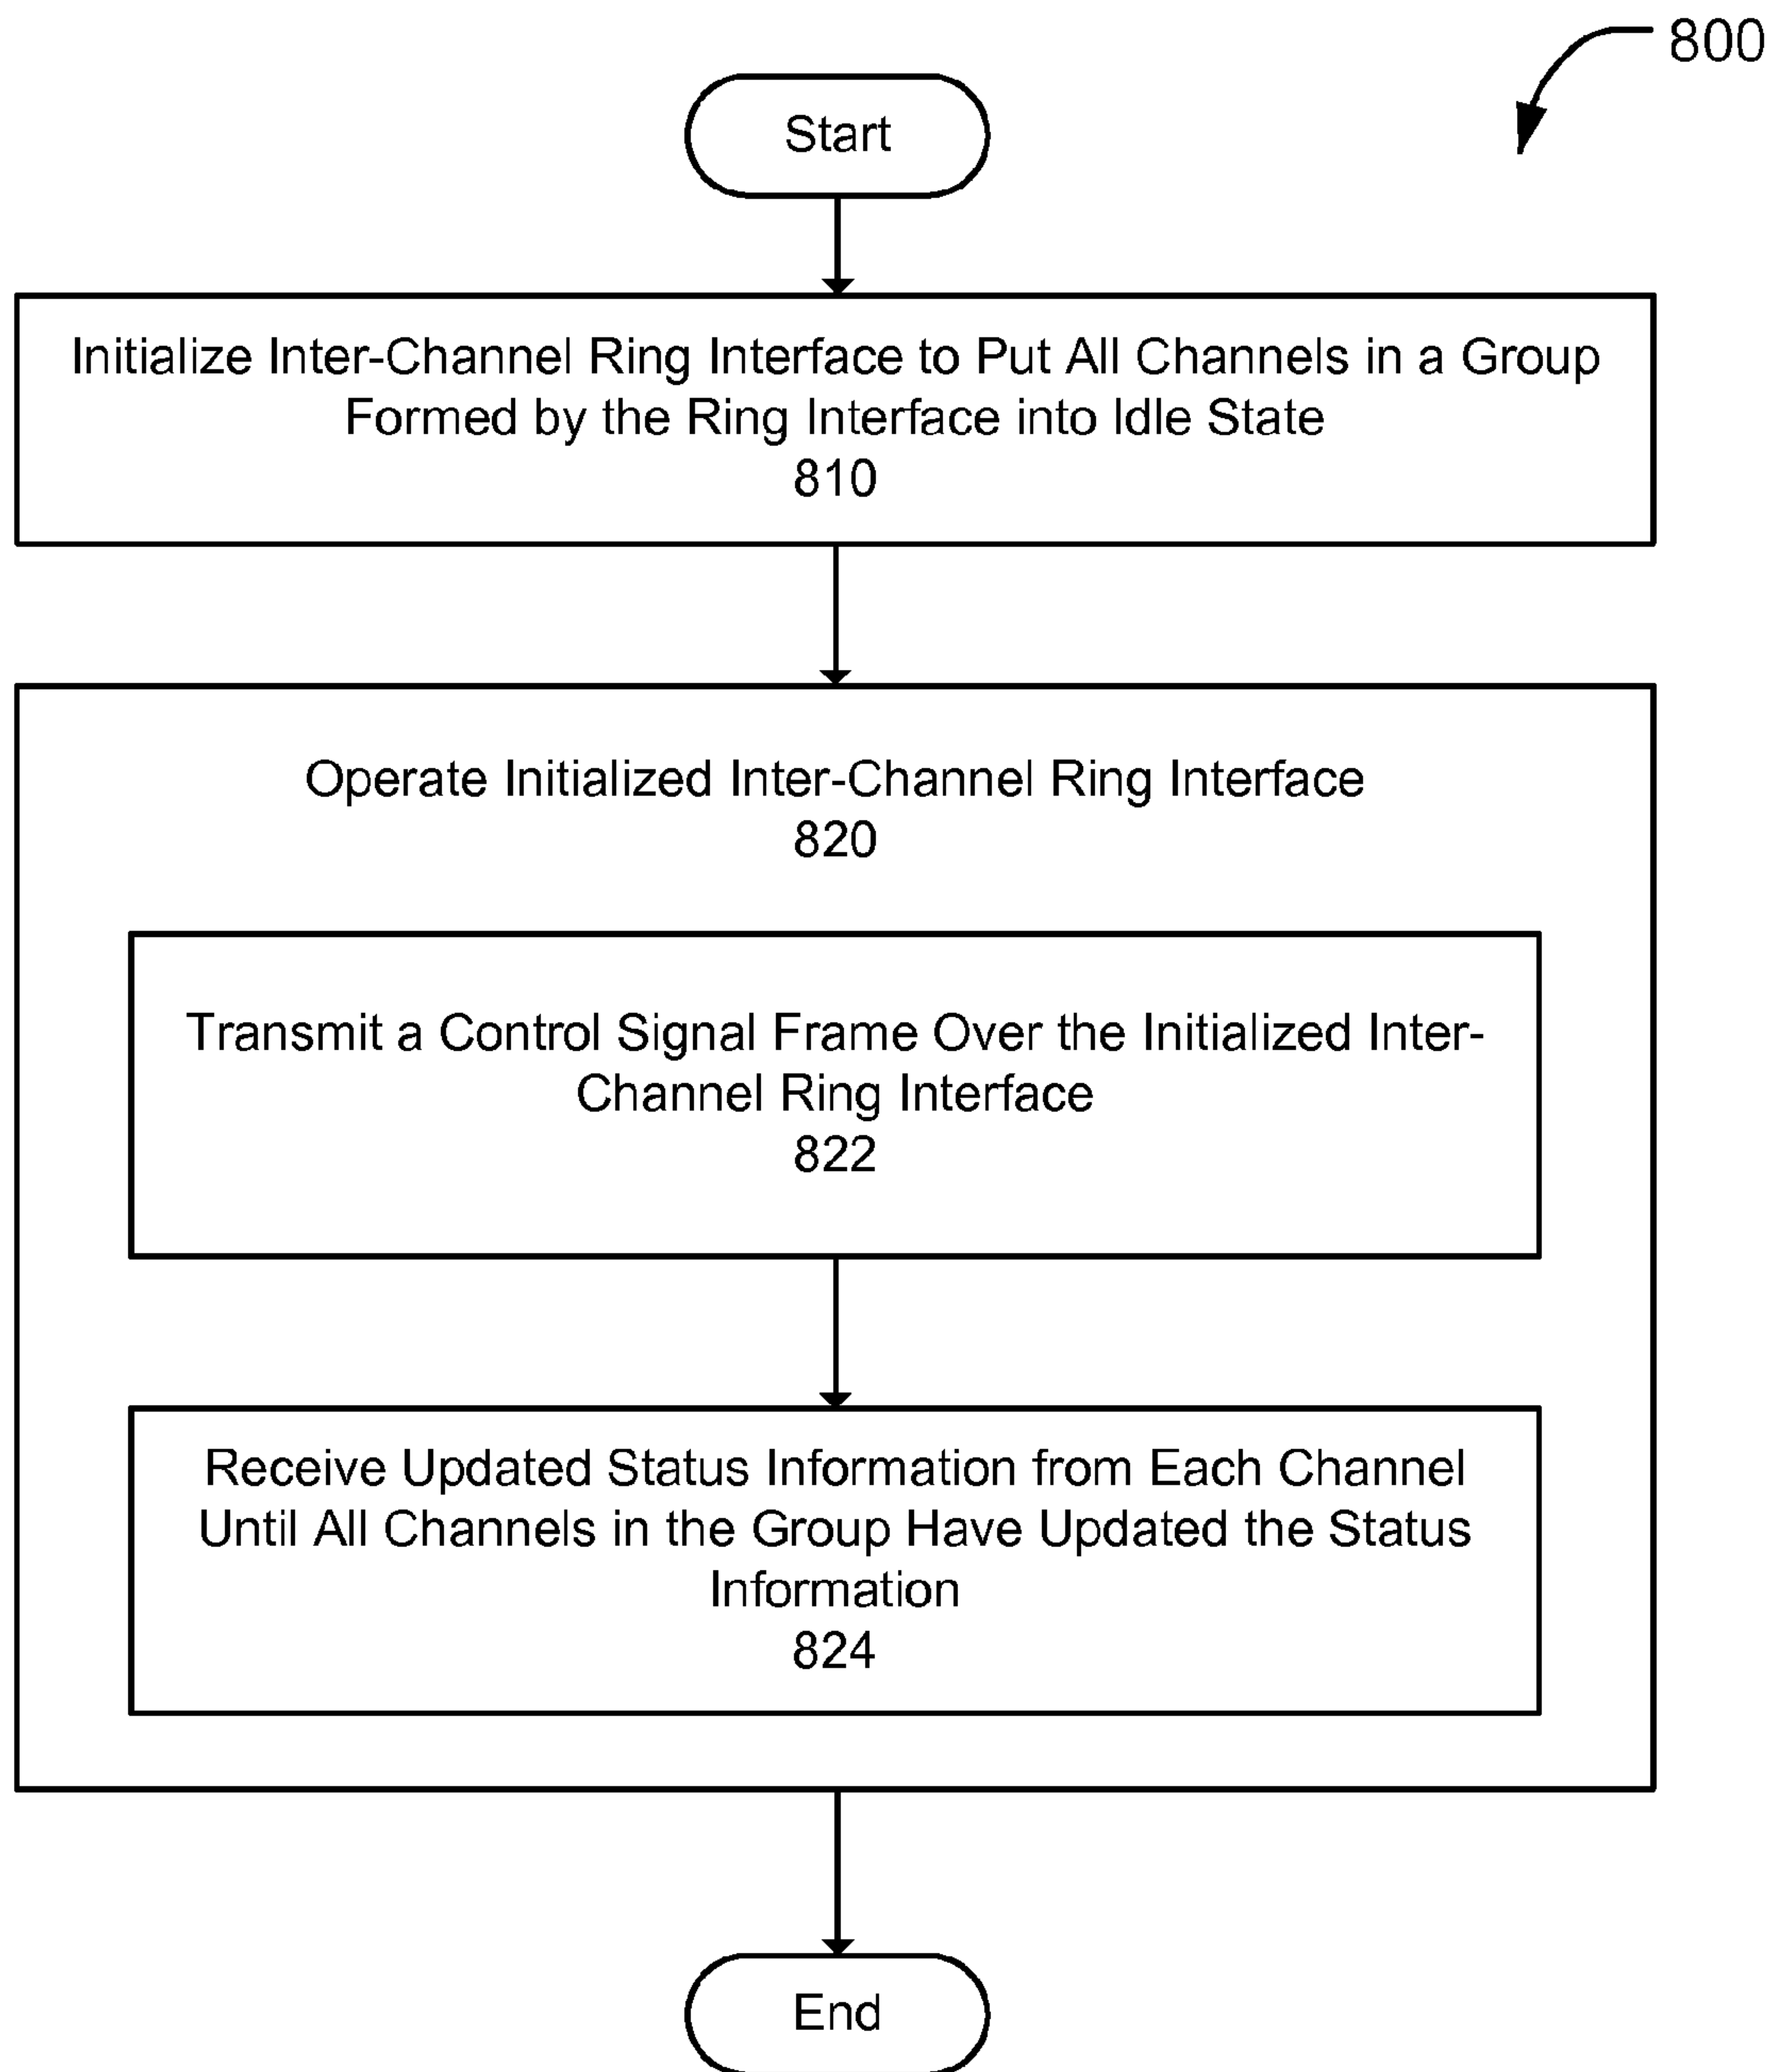 800
Start
Initialize Inter-Channel Ring Interface to Put All Channels in a Group
Formed by the Ring Interface into Idle State
810
Operate Initialized Inter-Channel Ring Interface
820
Transmit a Control Signal Frame Over the Initialized Inter-
Channel Ring Interface
822
Receive Updated Status Information from Each Channel
Until All Channels in the Group Have Updated the Status
Information
824
End